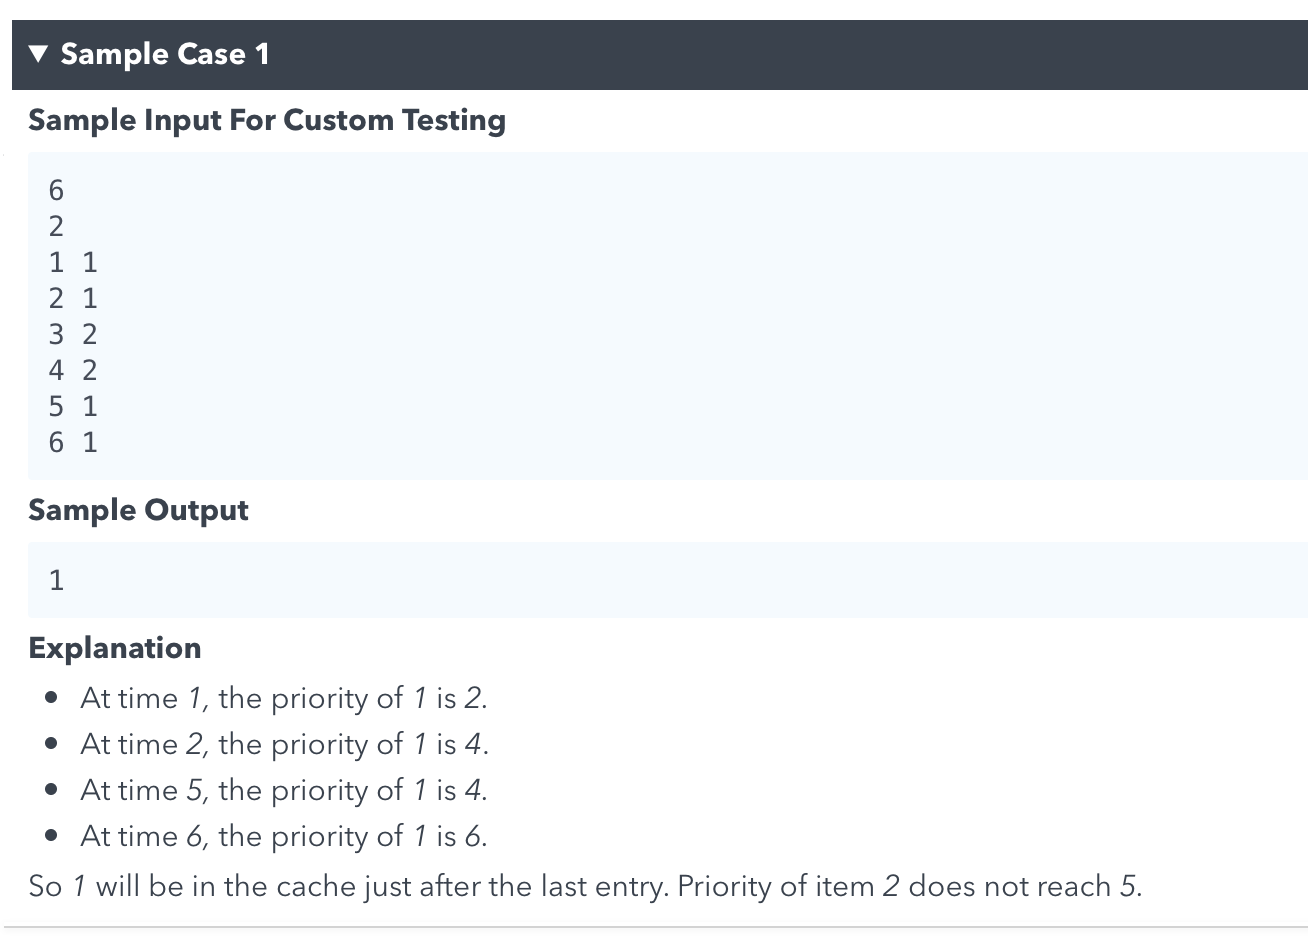 ▼ Sample Case 1
Sample Input For Custom Testing
6
2
1 1
2 1
3 2
4 2
5 1
6 1
Sample Output
1
Explanation
• At time 1, the priority of 1 is 2.
• At time 2, the priority of 1 is 4.
• At time 5, the priority of 1 is 4.
• At time 6, the priority of 1 is 6.
So 1 will be in the cache just after the last entry. Priority of item 2 does not reach 5.